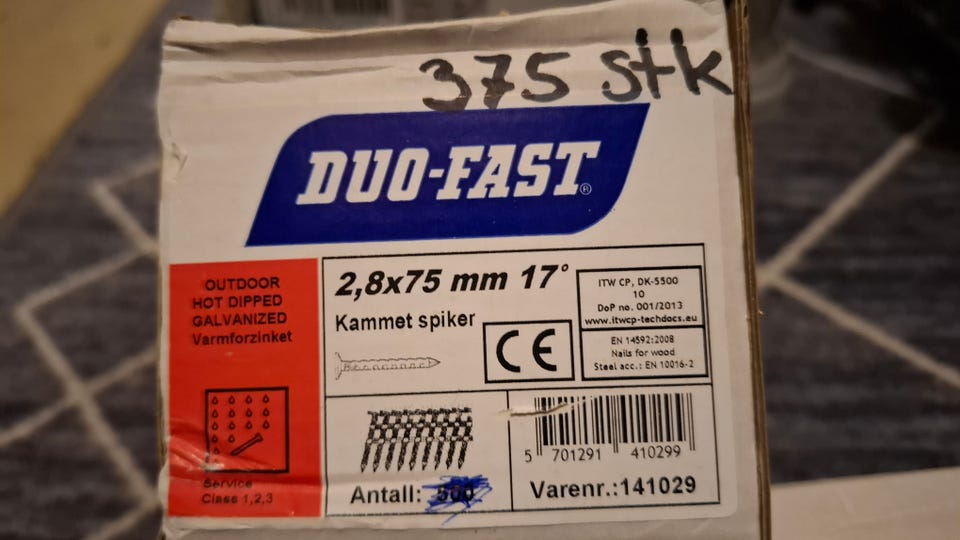 375 stk
DUO-FAST®
OUTDOOR
HOT DIPPED
GALVANIZED
Varmforzinket
Service
Class 1,2,3
2,8x75 mm 17°
Kammet spiker
CE
ITW CP, DK-5500
10
DoP no. 001/2013
www.itwcp-techdocs.eu
EN 14592:2008
Nails for wood
Steel acc.: EN 10016-2
Antall: 500
5 701291 410299
Varenr.:141029